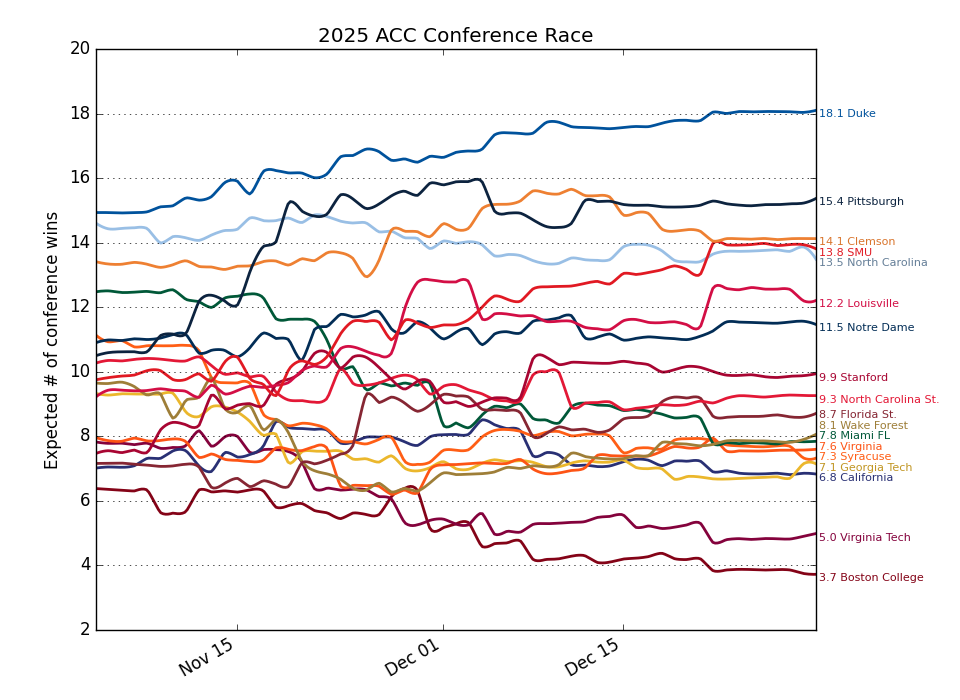 2025 ACC Conference Race
Expected # of conference wins
20
18
16
14
12
10
8
6
4
2
Nov 15
Dec 01
Dec 15
18.1 Duke
15.4 Pittsburgh
14.1 Clemson
13.8 SMU
13.5 North Carolina
12.2 Louisville
11.5 Notre Dame
9.9 Stanford
9.3 North Carolina St.
8.7 Florida St.
8.1 Wake Forest
7.8 Miami FL
7.6 Virginia
7.3 Syracuse
7.1 Georgia Tech
6.8 California
5.0 Virginia Tech
3.7 Boston College